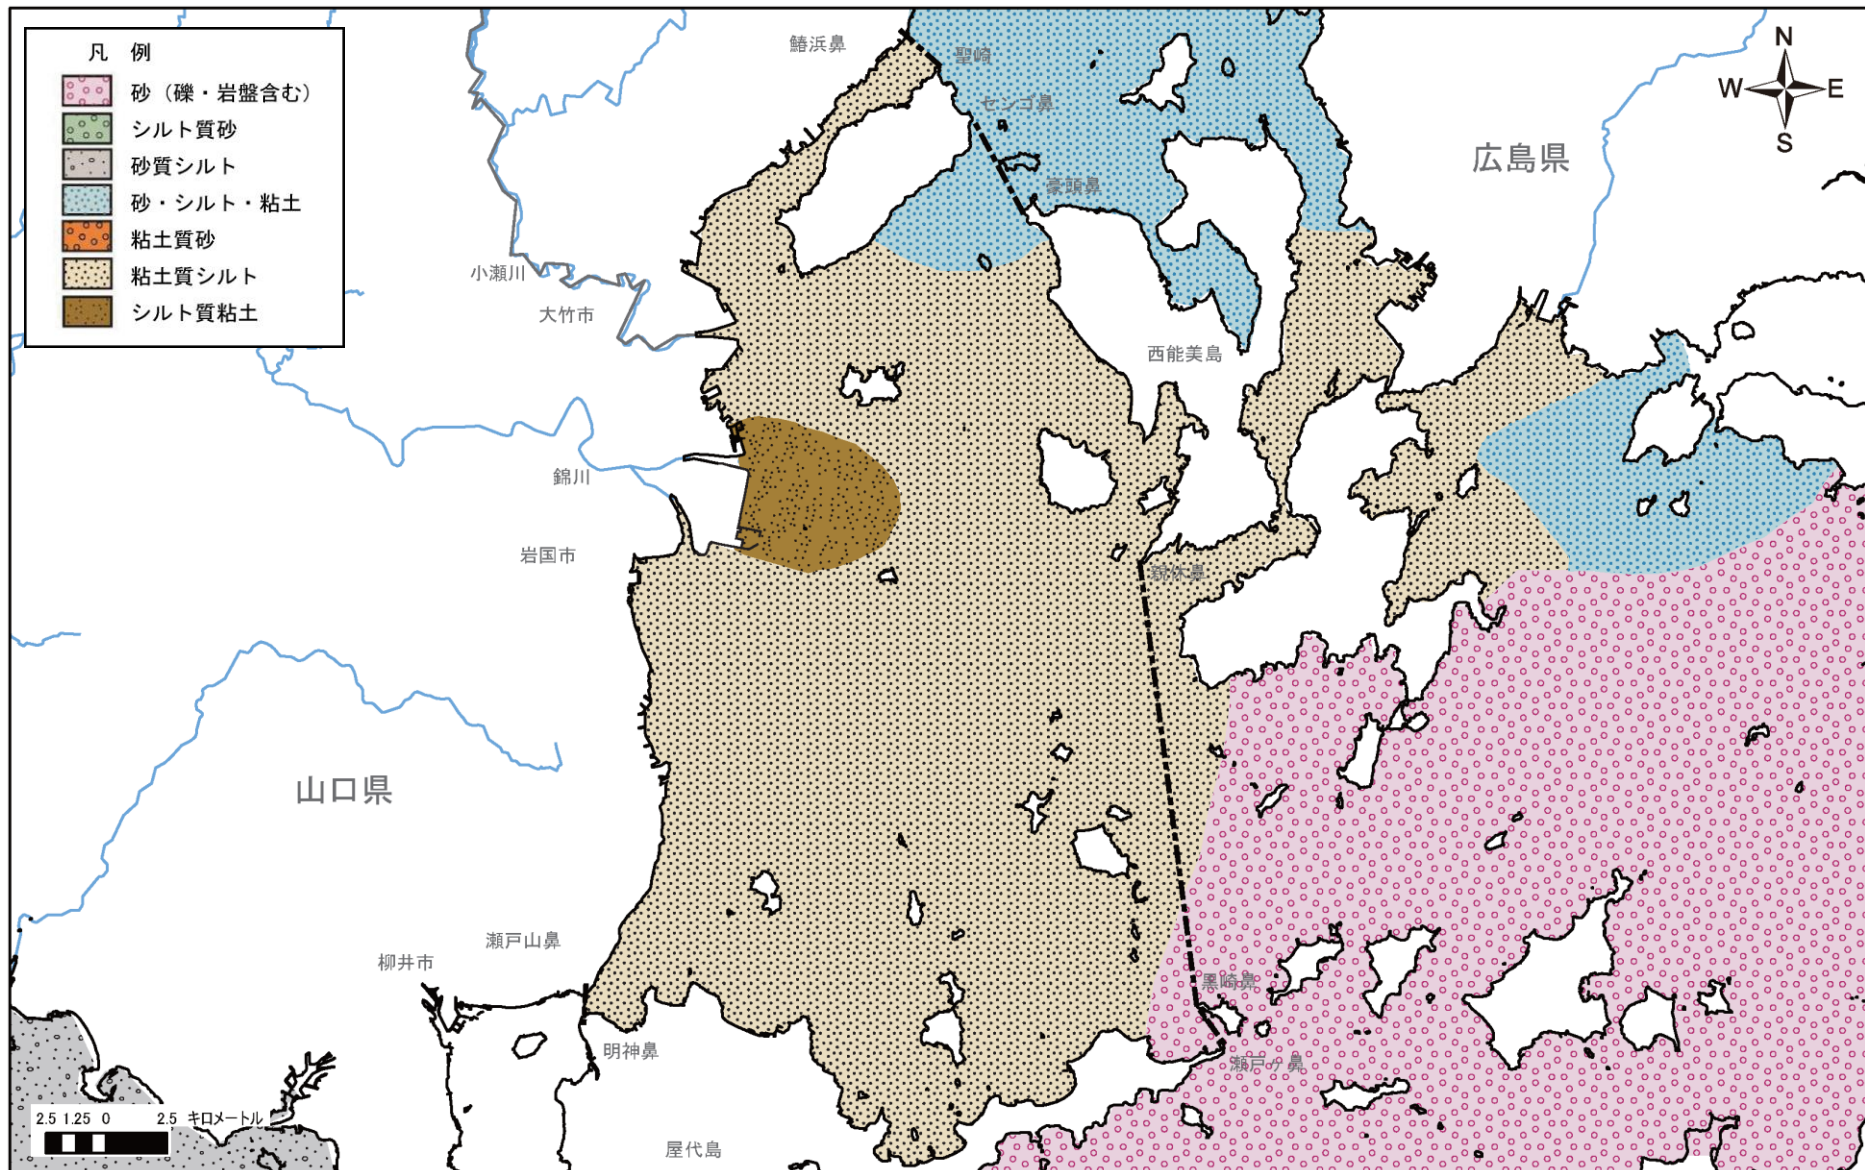 凡 例
砂（礫・岩盤含む）
シルト質砂
砂質シルト
砂・シルト・粘土
粘土質砂
粘土質シルト
シルト質粘土
鰆浜鼻
聖崎
センゴ鼻
豪頭鼻
広島県
N
W E
S
小瀬川
大竹市
西能美島
錦川
岩国市
親休鼻
山口県
瀬戸山鼻
柳井市
黒崎鼻
明神鼻
瀬戸ヶ鼻
屋代島
2.5 1.25 0 2.5 キロメートル